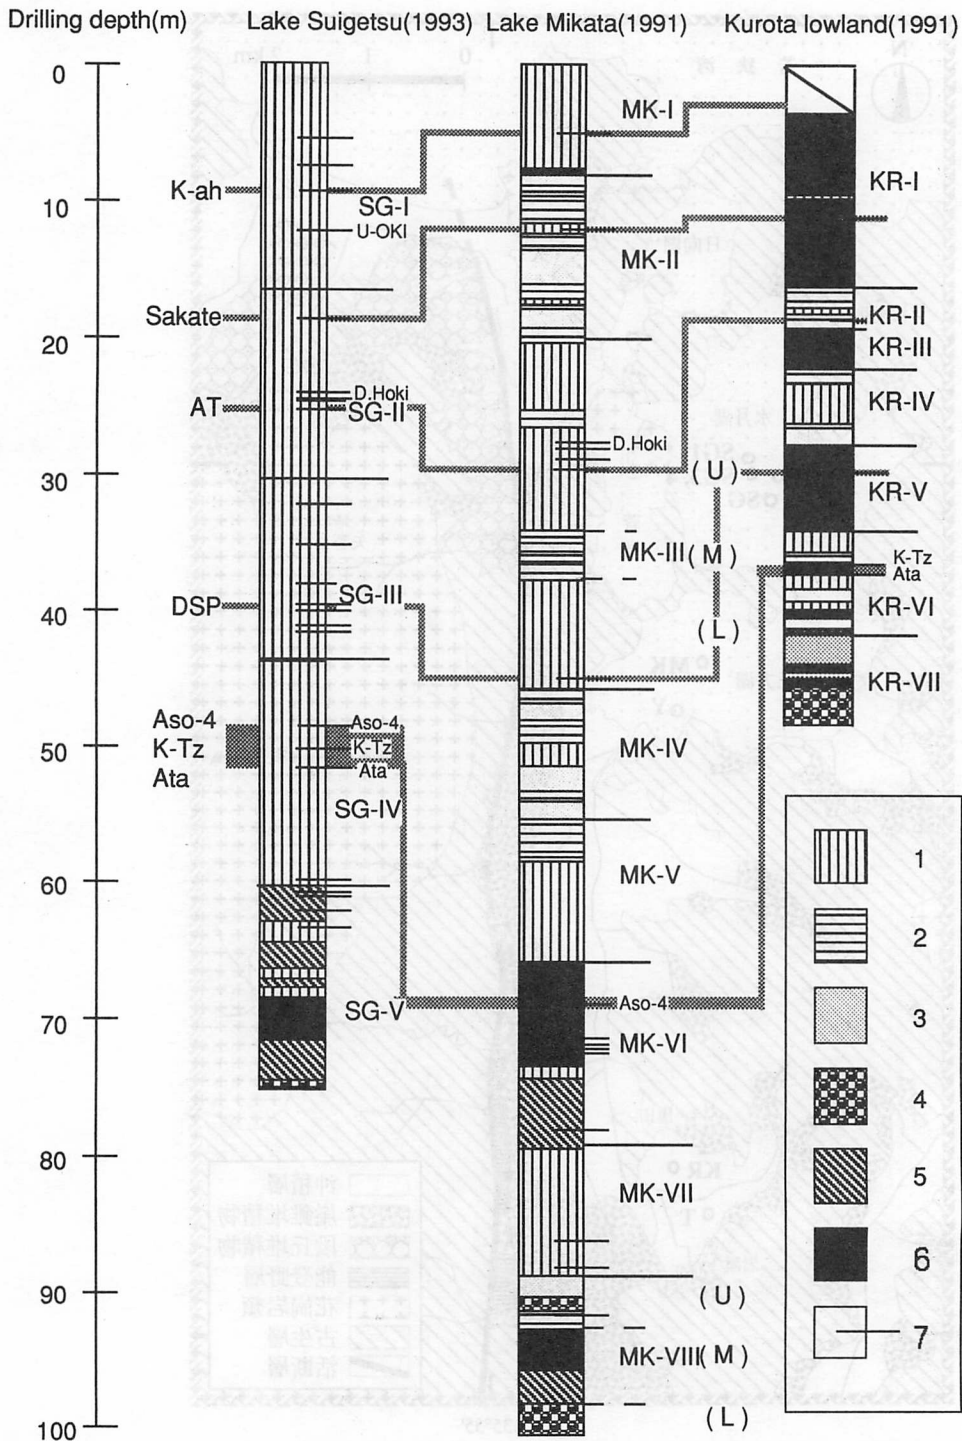 Drilling depth(m) Lake Suigetsu(1993) Lake Mikata(1991) Kurota lowland(1991)
0
10
20
30
40
50
60
70
80
90
100
K-ah
Sakate
AT
DSP
Aso-4
K-Tz
Ata
SG-I
U-OKI
D.Hoki
SG-II
SG-III
Aso-4
K-Tz
Ata
SG-IV
SG-V
MK-I
MK-II
D.Hoki
(U)
MK-III(M)
(L)
MK-IV
MK-V
Aso-4
MK-VI
MK-VII
(U)
MK-VIII(M)
(L)
KR-I
KR-II
KR-III
KR-IV
KR-V
K-Tz
Ata
KR-VI
KR-VII
1
2
3
4
5
6
7